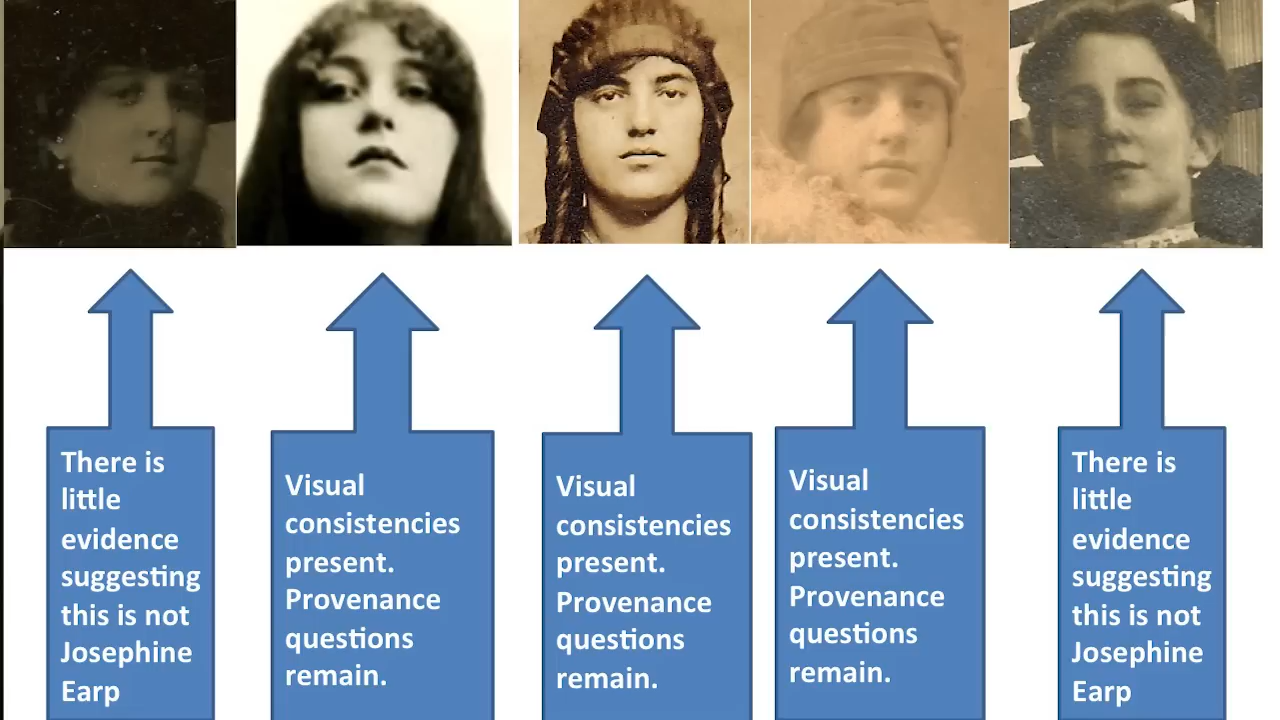 There is
little
evidence
suggesting
this is not
Josephine
Earp
Visual
consistencies
present.
Provenance
questions
remain.
Visual
consistencies
present.
Provenance
questions
remain.
Visual
consistencies
present.
Provenance
questions
remain.
There is
little
evidence
suggesting
this is not
Josephine
Earp